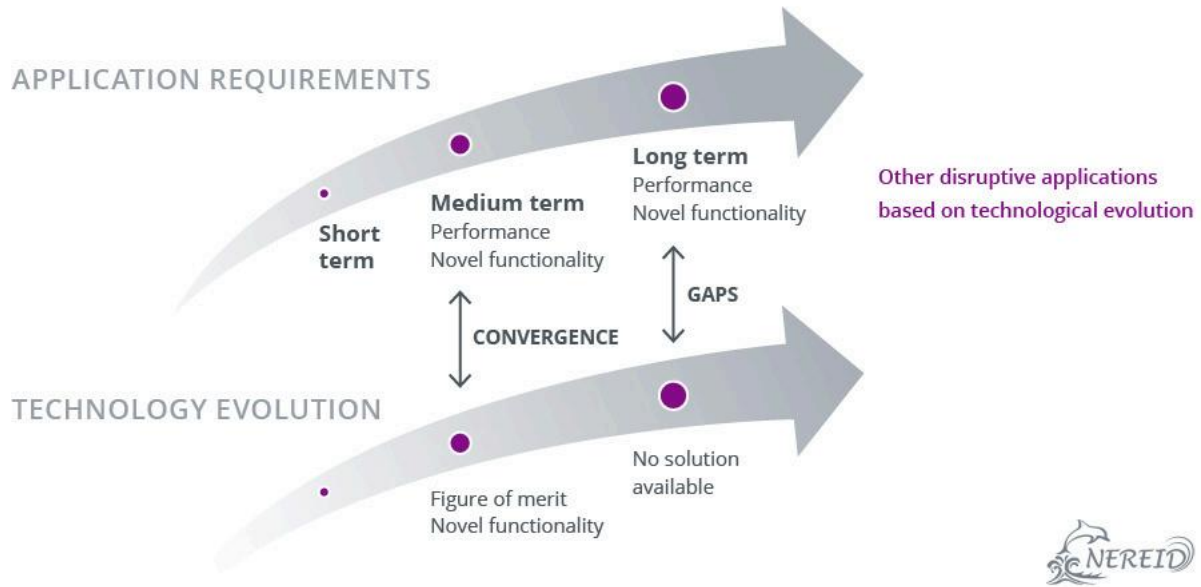 APPLICATION REQUIREMENTS
Short
term
Medium term
Performance
Novel functionality
Long term
Performance
Novel functionality
Other disruptive applications
based on technological evolution
CONVERGENCE
GAPS
TECHNOLOGY EVOLUTION
Figure of merit
Novel functionality
No solution
available
NEREID